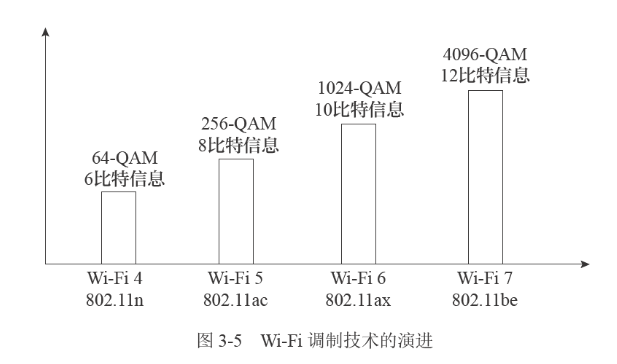 4096-QAM
12比特信息
1024-QAM
10比特信息
256-QAM
8比特信息
64-QAM
6比特信息
Wi-Fi 4 Wi-Fi 5 Wi-Fi 6 Wi-Fi 7
802.11n 802.11ac 802.11ax 802.11be
图 3-5 Wi-Fi 调制技术的演进